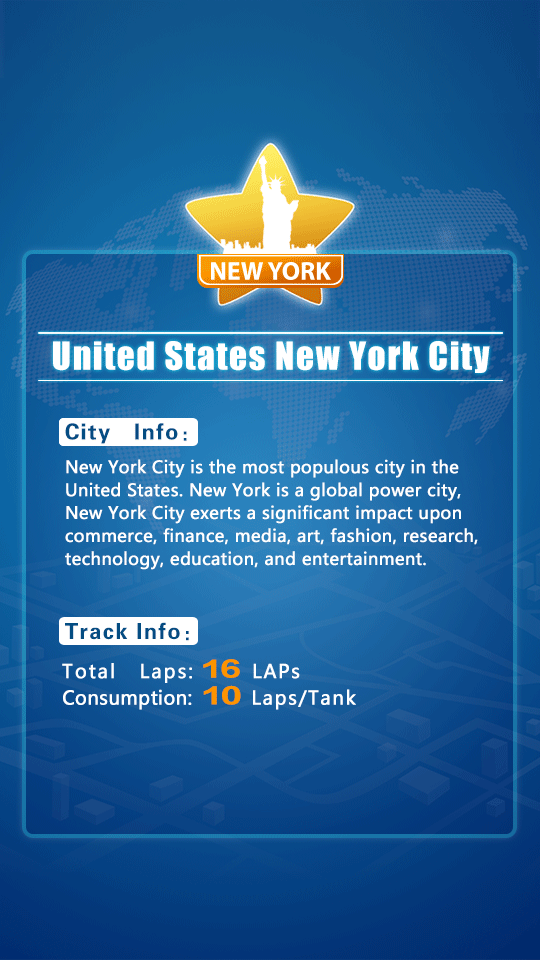 NEW YORK
United States New York City
City Info:
New York City is the most populous city in the
United States. New York is a global power city,
New York City exerts a significant impact upon
commerce, finance, media, art, fashion, research,
technology, education, and entertainment.
Track Info:
Total Laps: 16 LAPs
Consumption: 10 Laps/Tank